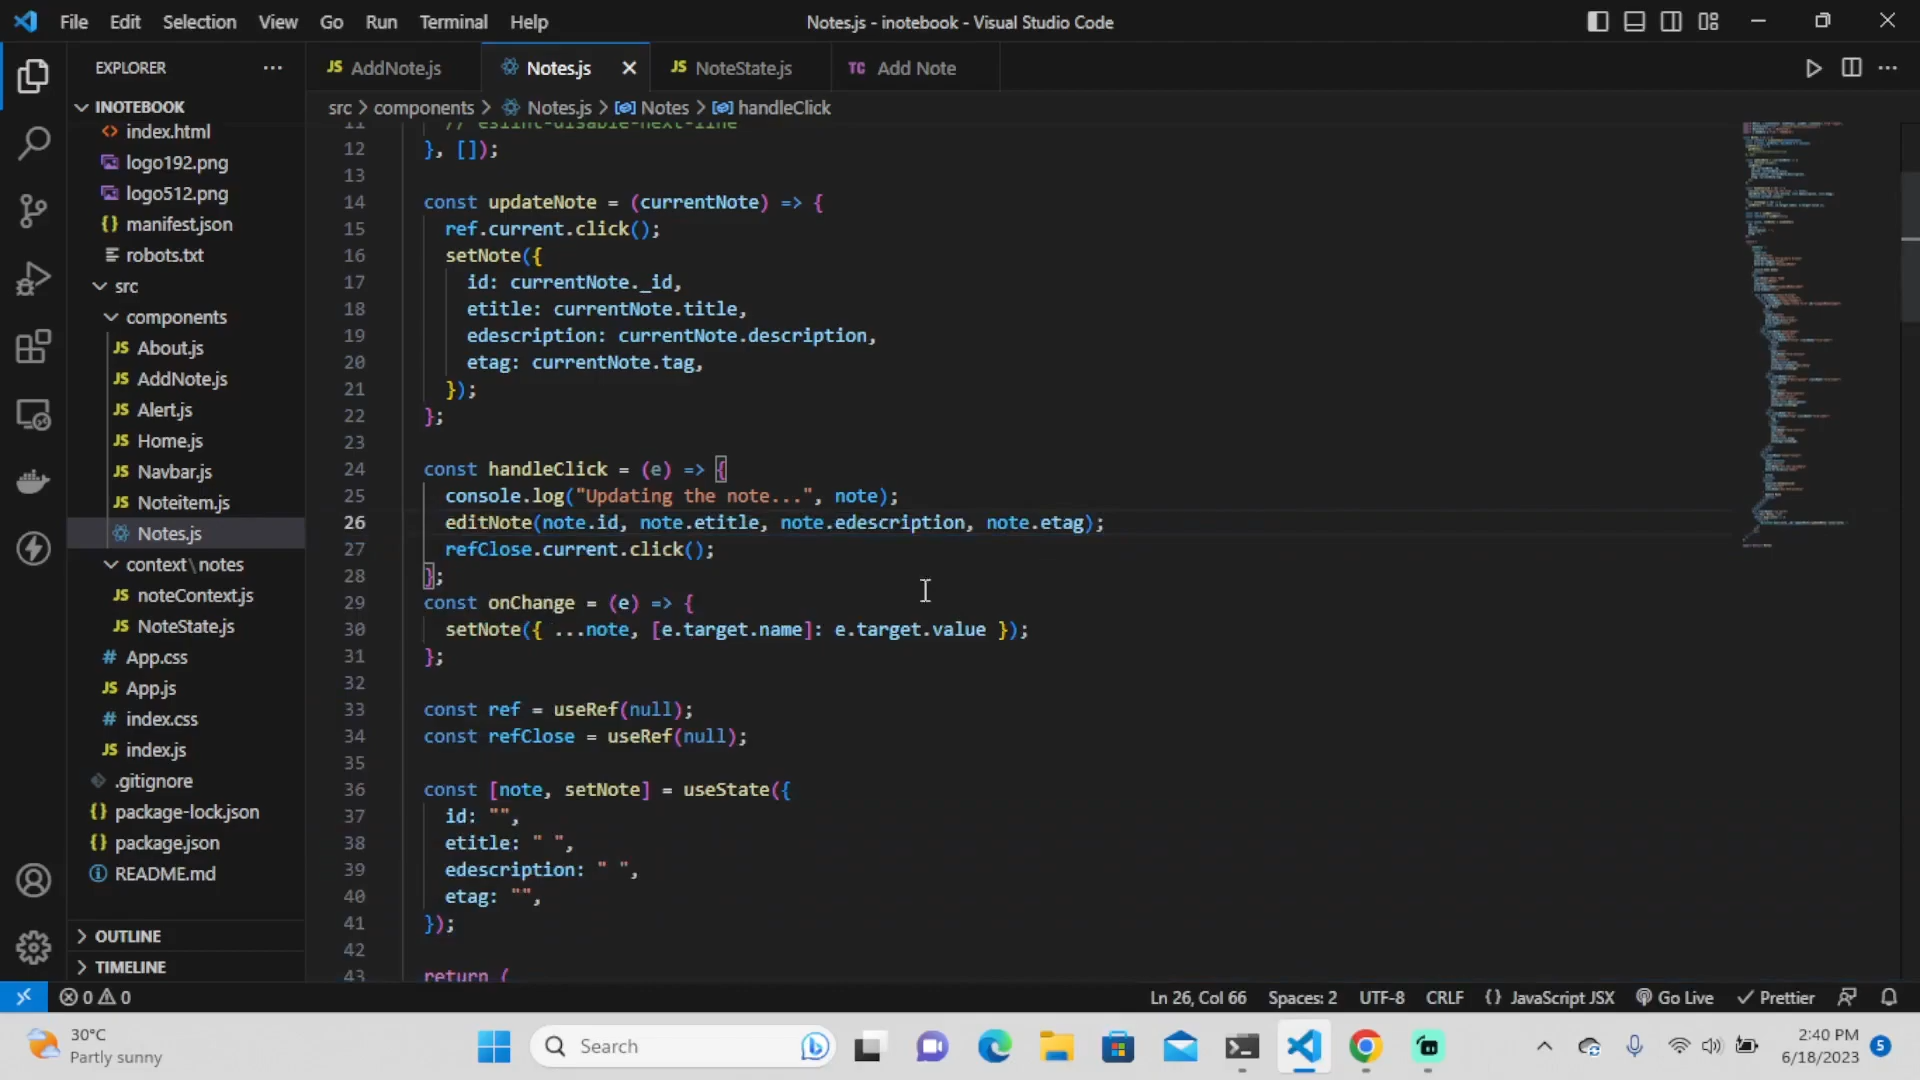 File Edit Selection View Go Run Terminal Help
Notes.js - inotebook - Visual Studio Code
EXPLORER
INOTEBOOK
index.html
logo192.png
logo512.png
manifest.json
robots.txt
src
components
About.js
AddNote.js
Alert.js
Home.js
Navbar.js
Noteitem.js
Notes.js
context\notes
noteContext.js
NoteState.js
App.css
App.js
index.css
index.js
.gitignore
package-lock.json
package.json
README.md
OUTLINE
TIMELINE
JS AddNote.js Notes.js JS NoteState.js TC Add Note
src > components > Notes.js > Notes > handleClick
11 // eslint-disable-next-line
12 }, []);
13
14 const updateNote = (currentNote) => {
15 ref.current.click();
16 setNote({
17 id: currentNote._id,
18 etitle: currentNote.title,
19 edescription: currentNote.description,
20 etag: currentNote.tag,
21 });
22 };
23
24 const handleClick = (e) => {
25 console.log("Updating the note...", note);
26 editNote(note.id, note.etitle, note.edescription, note.etag);
27 refClose.current.click();
28 };
29 const onChange = (e) => {
30 setNote({ ...note, [e.target.name]: e.target.value });
31 };
32
33 const ref = useRef(null);
34 const refClose = useRef(null);
35
36 const [note, setNote] = useState({
37 id: "",
38 etitle: " ",
39 edescription: " ",
40 etag: "",
41 });
42
43 return (
0 0
Ln 26, Col 66 Spaces: 2 UTF-8 CRLF {} JavaScript JSX Go Live Prettier
30°C
Partly sunny
Search
2:40 PM
6/18/2023
5